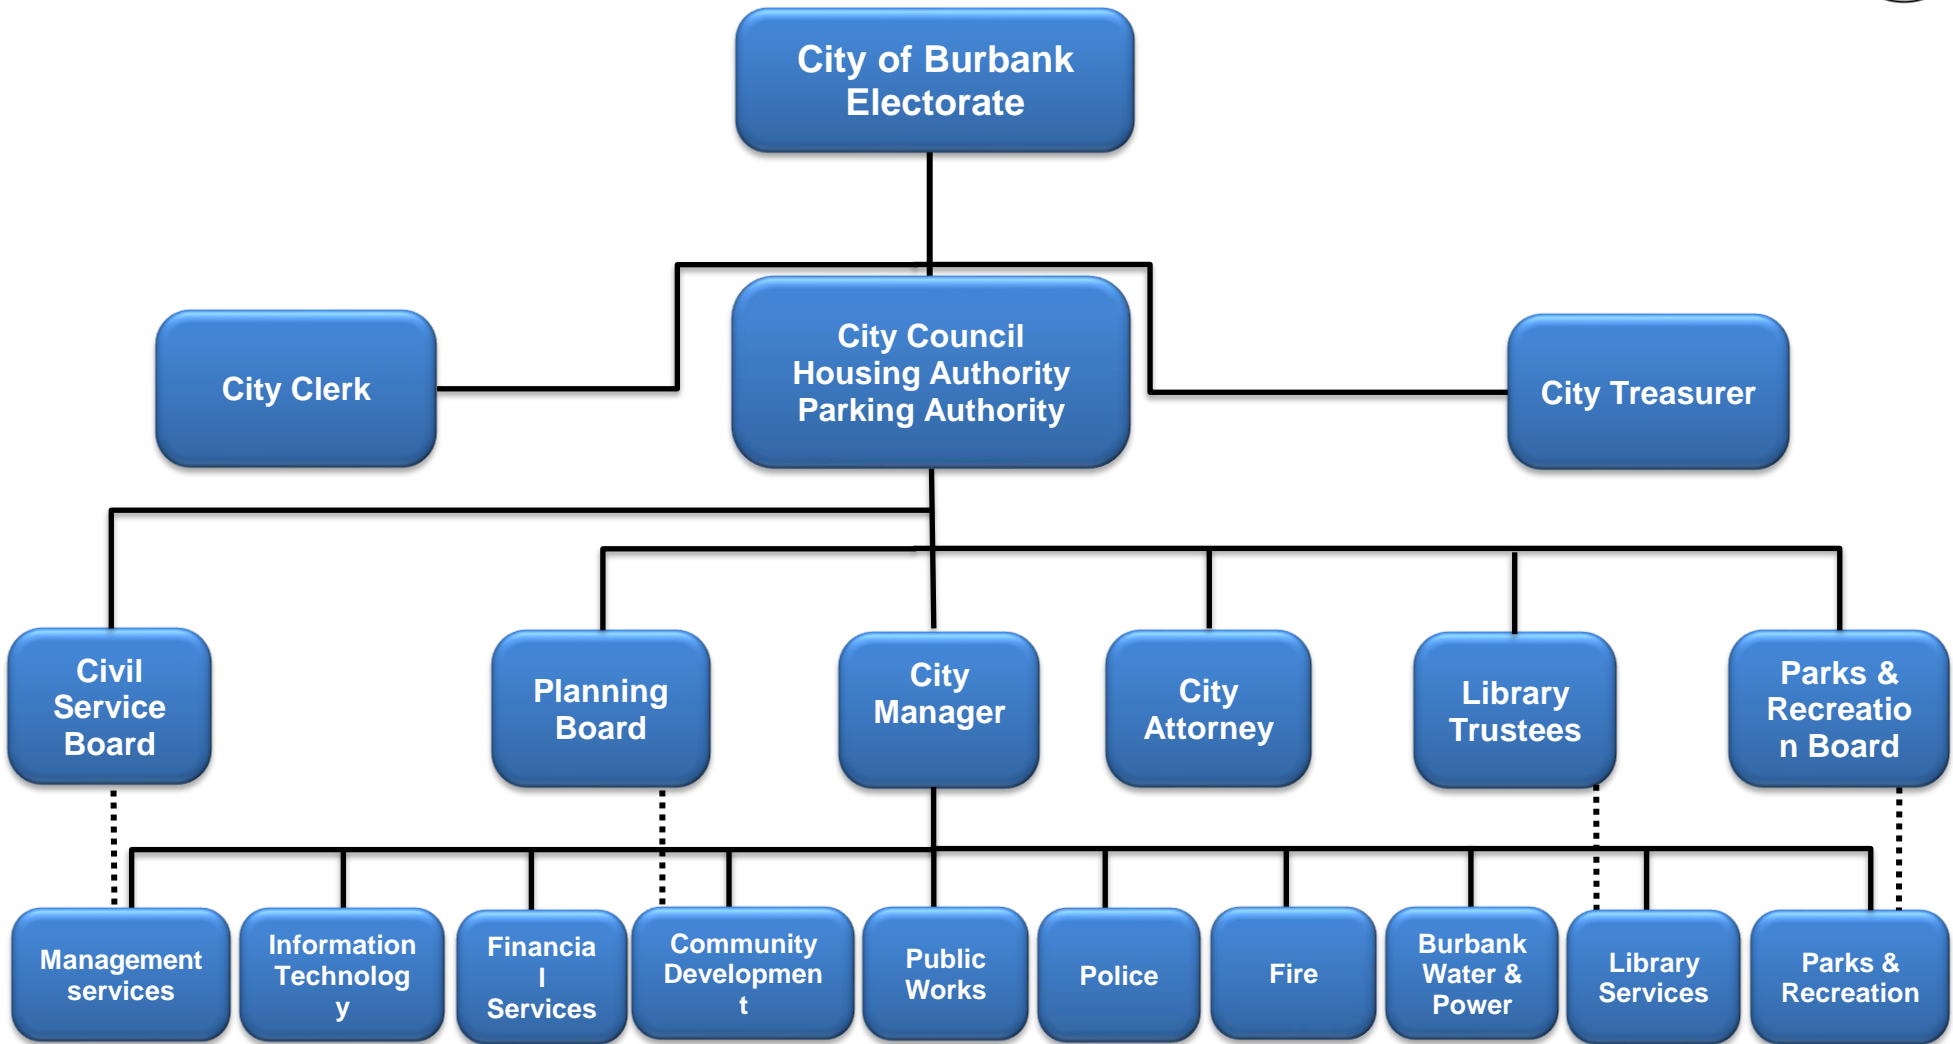 City of Burbank
Electorate
City Clerk
City Council
Housing Authority
Parking Authority
City Treasurer
Civil
Service
Board
Planning
Board
City
Manager
City
Attorney
Library
Trustees
Parks &
Recreatio
n Board
Management
services
Information
Technolog
y
Financia
l
Services
Community
Developmen
t
Public
Works
Police
Fire
Burbank
Water &
Power
Library
Services
Parks &
Recreation